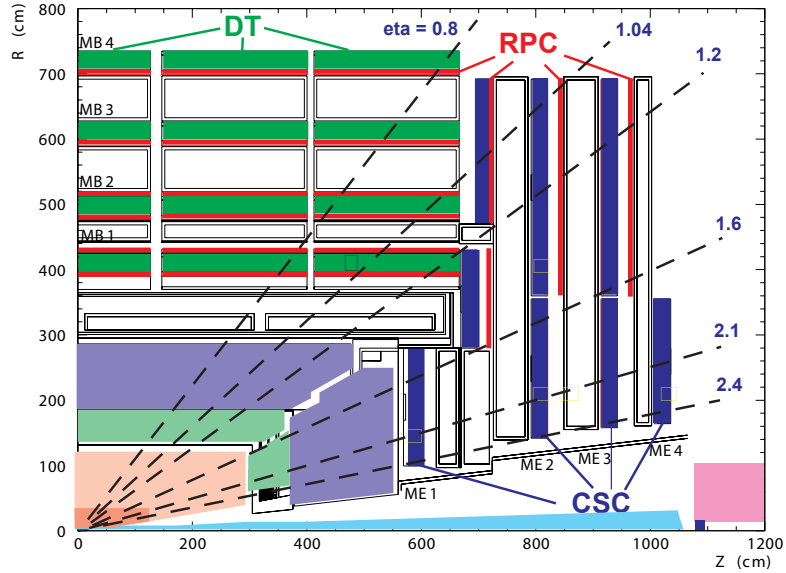 R (cm)
800
700
600
500
400
300
200
100
0
0
200
400
600
800
1000
1200
Z (cm)
MB 4
MB 3
MB 2
MB 1
DT
eta = 0.8
RPC
1.04
1.2
1.6
2.1
2.4
ME 1
ME 2
ME 3
ME 4
CSC